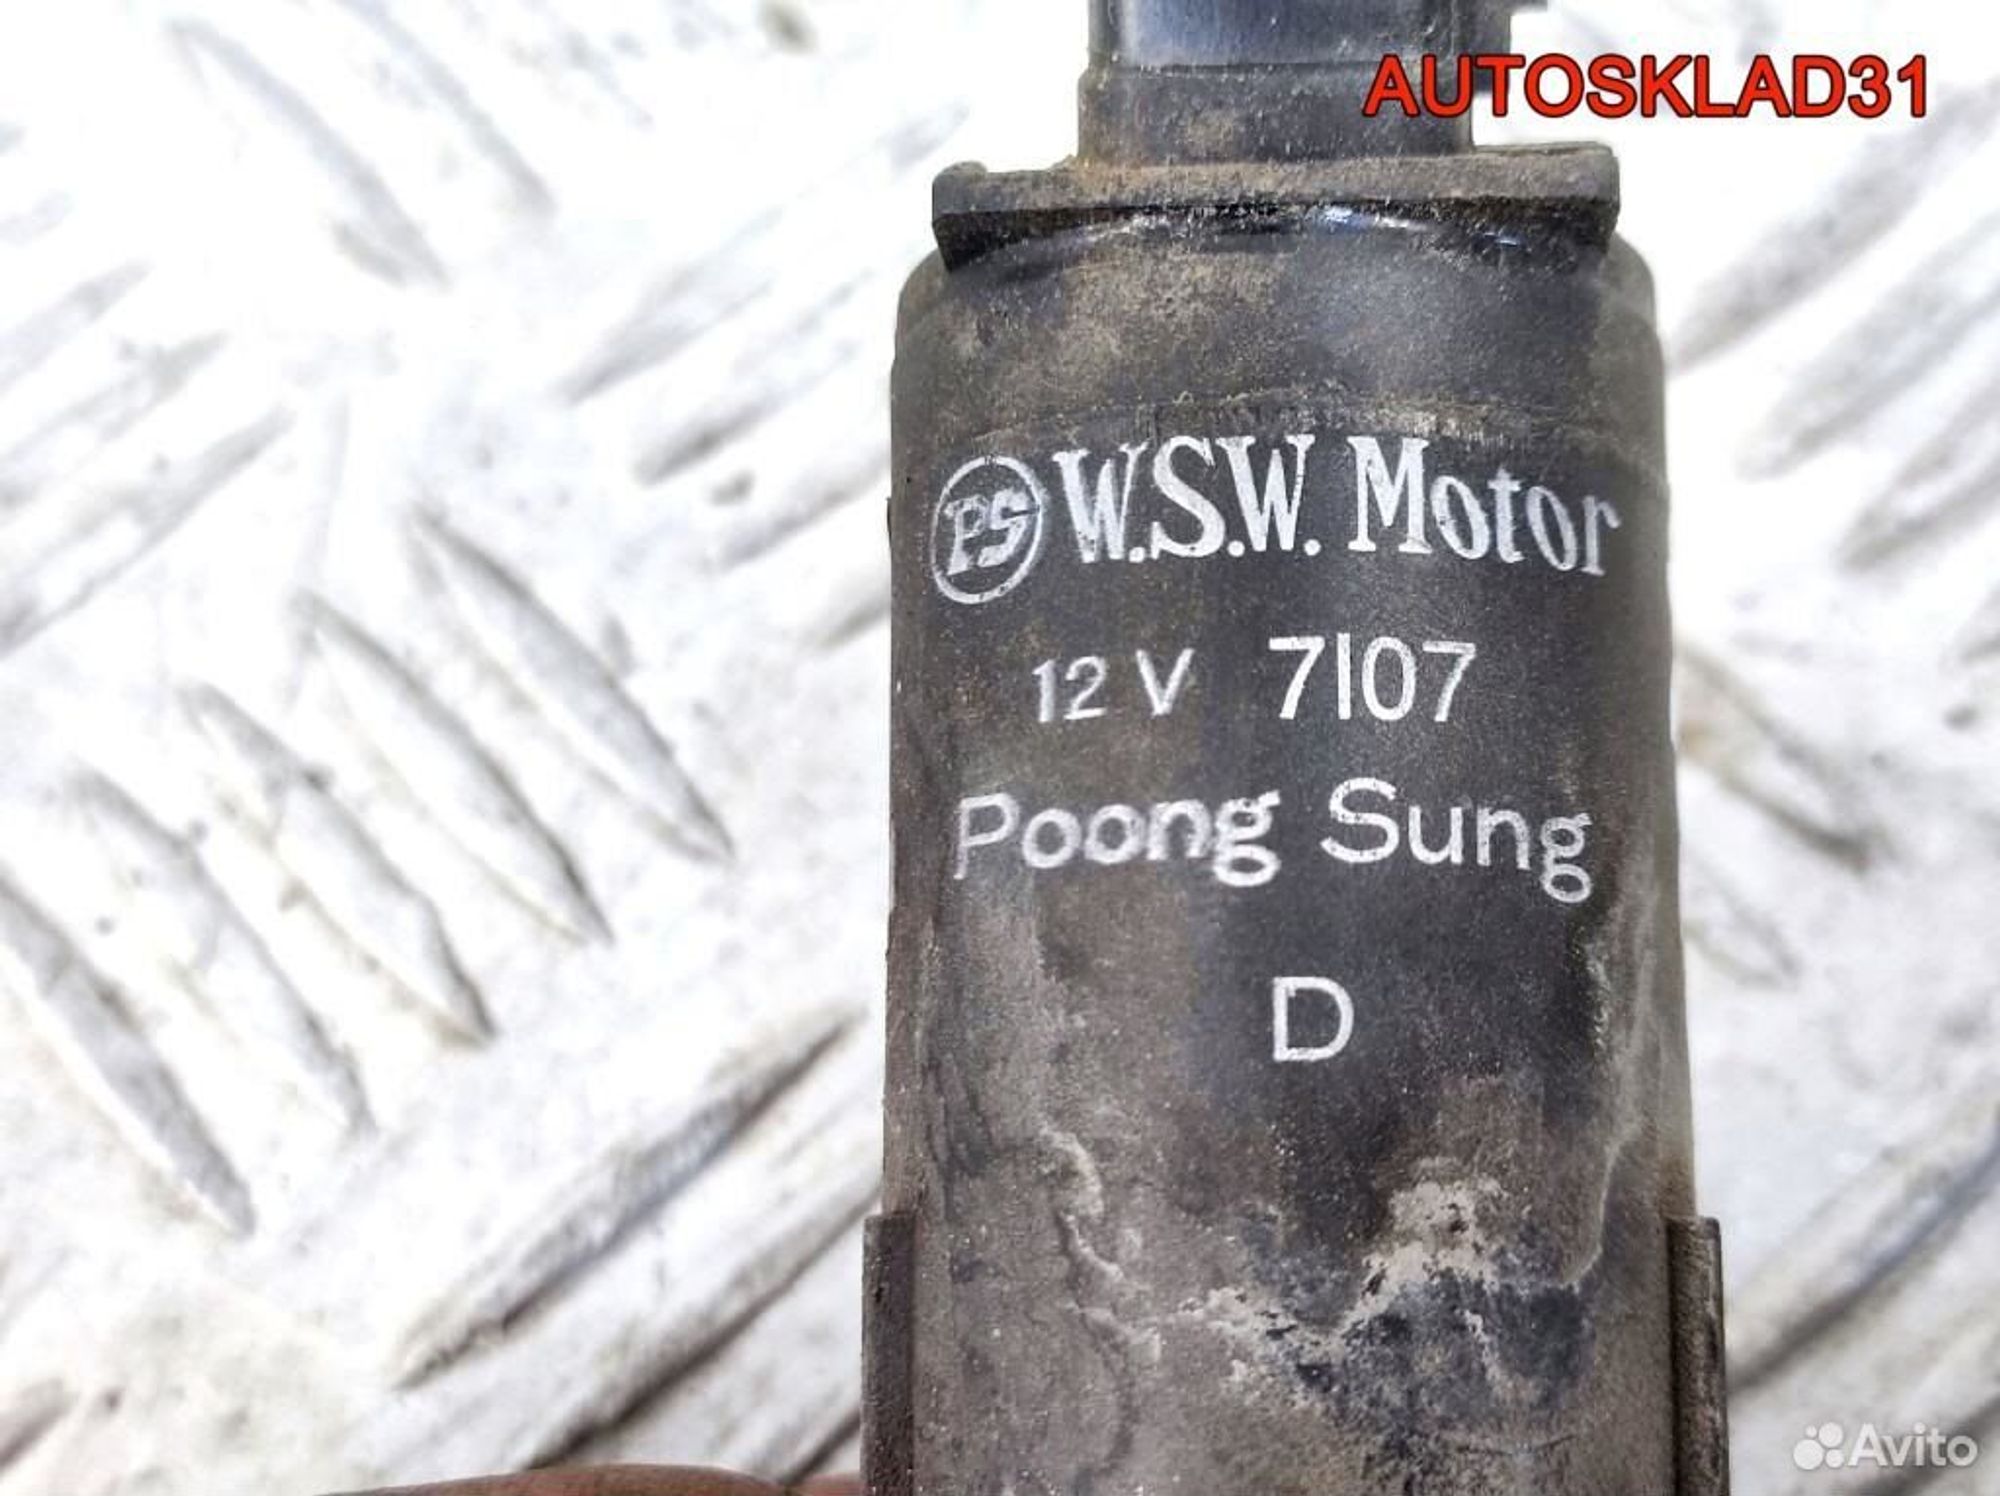 AUTOSKLAD31
PS W.S.W. Motor
12 V 7107
Poong Sung
D
Avito